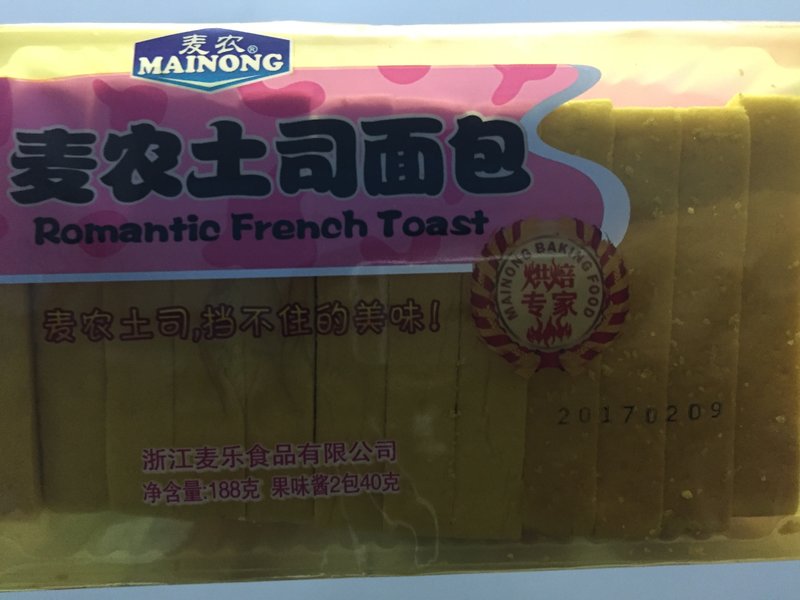 麦农®
MAINONG
麦农土司面包
Romantic French Toast
麦农土司,挡不住的美味!
MAINONG BAKING FOOD
烘焙
专家
20170209
浙江麦乐食品有限公司
净含量:188克 果味酱2包40克